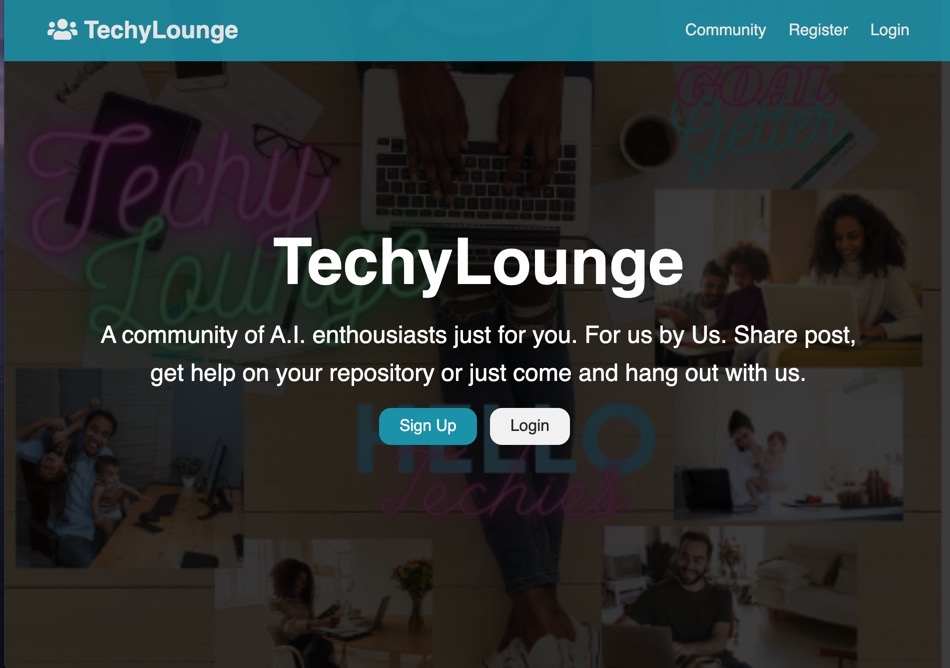 TechyLounge
Community Register Login
GOAL
Getter
Techy
Lounge
TechyLounge
A community of A.I. enthousiasts just for you. For us by Us. Share post,
get help on your repository or just come and hang out with us.
Sign Up Login
HELLO
Techies